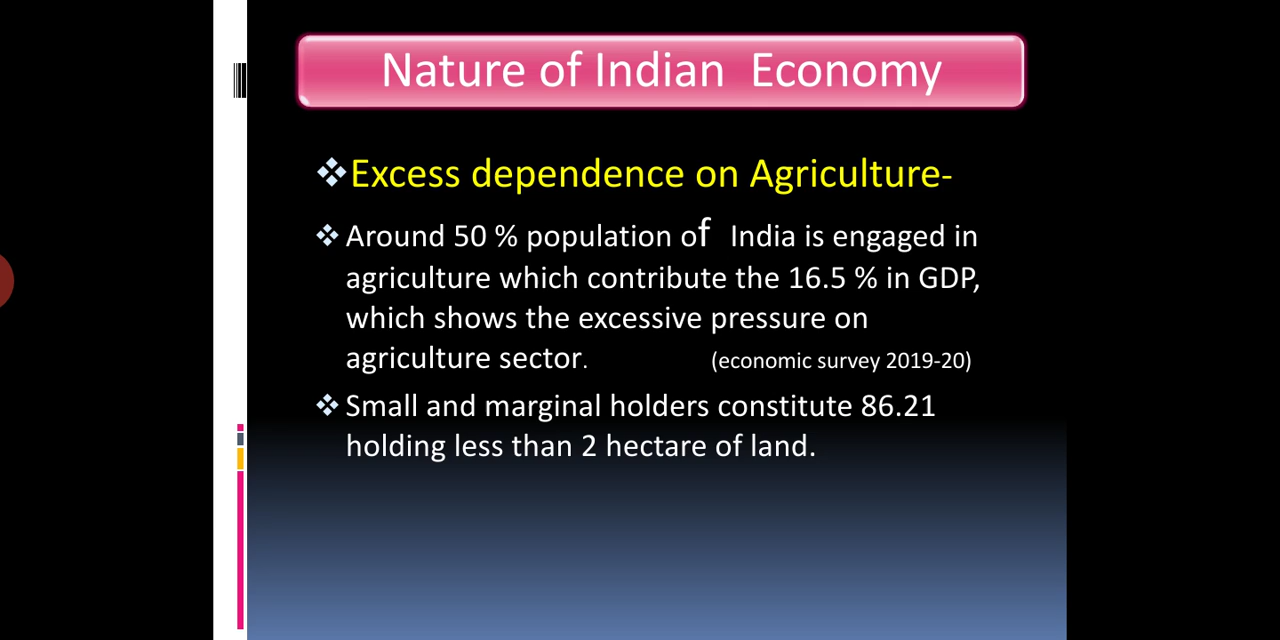 Nature of Indian Economy
❖Excess dependence on Agriculture-
❖Around 50 % population of India is engaged in
agriculture which contribute the 16.5 % in GDP,
which shows the excessive pressure on
agriculture sector. (economic survey 2019-20)
❖Small and marginal holders constitute 86.21
holding less than 2 hectare of land.